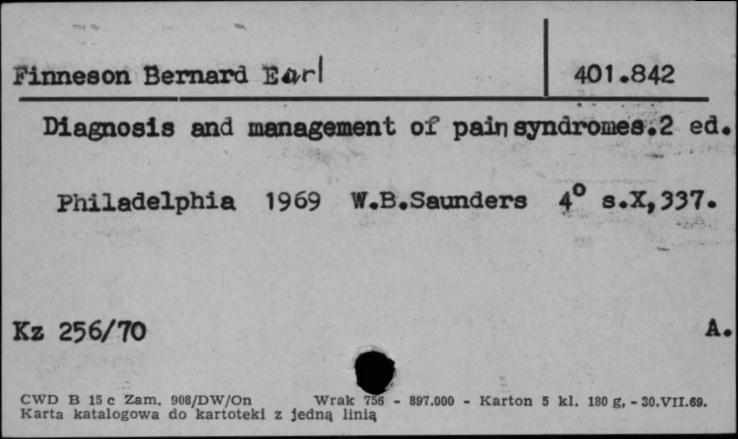 Finneson Bernard Earl 401.842
Diagnosis and management of pain syndromes.2 ed.
Philadelphia 1969 W.B.Saunders 4° s.X,337.
Kz 256/70 A.
CWD B 15 c Zam. 908/DW/On Wrak 756 - 897.000 - Karton 5 kl. 180 g, - 30.VII.69.
Karta katalogowa do kartoteki z jedną linią